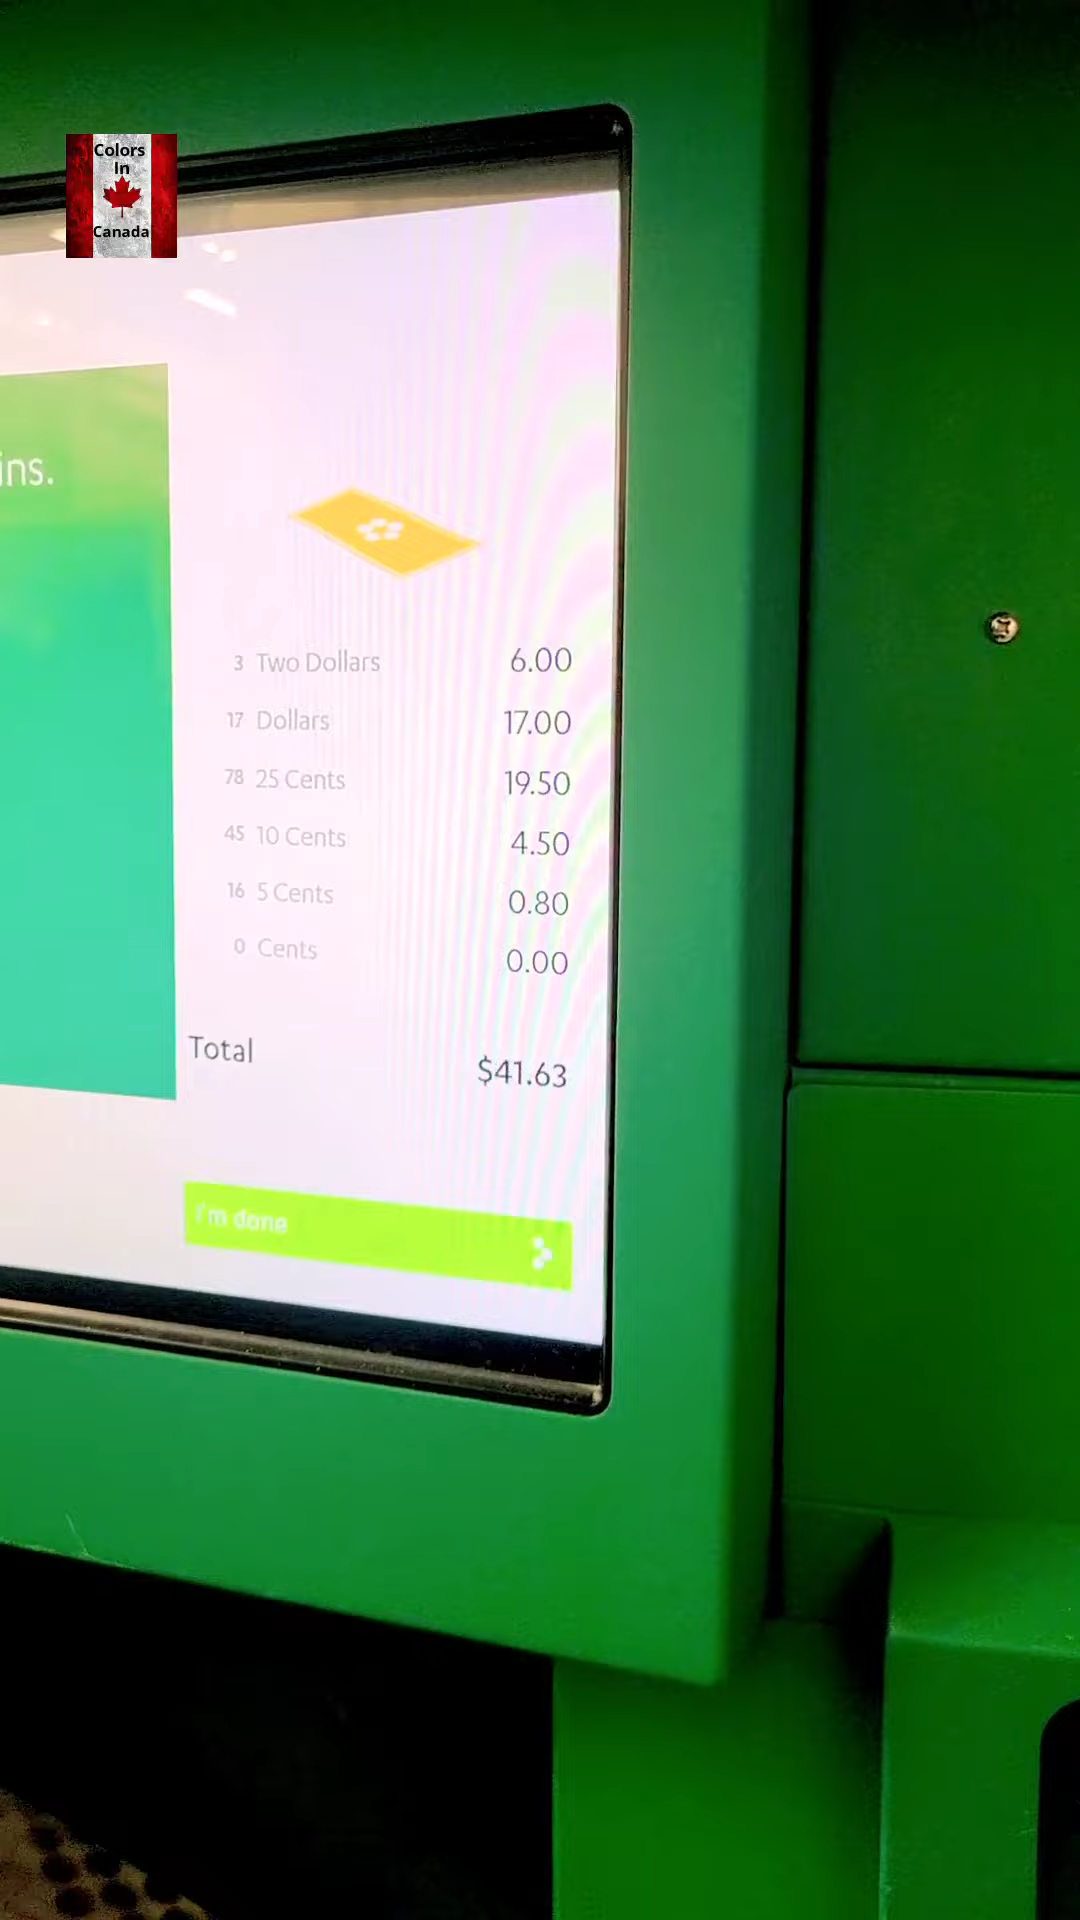 Colors
In
Canada
ins.
3 Two Dollars 6.00
17 Dollars 17.00
78 25 Cents 19.50
45 10 Cents 4.50
16 5 Cents 0.80
0 Cents 0.00
Total $41.63
I'm done